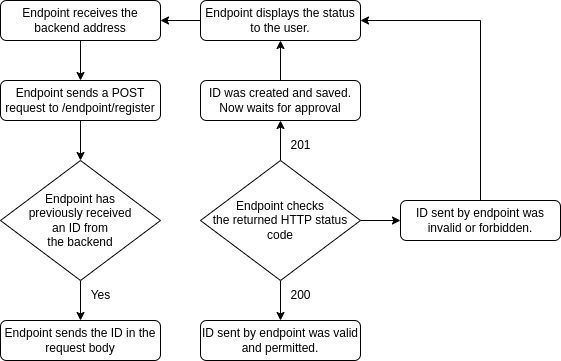 Endpoint receives the
backend address
Endpoint displays the status
to the user.
Endpoint sends a POST
request to /endpoint/register
ID was created and saved.
Now waits for approval
201
Endpoint has
previously received
an ID from
the backend
Endpoint checks
the returned HTTP status
code
ID sent by endpoint was
invalid or forbidden.
Yes
200
Endpoint sends the ID in the
request body
ID sent by endpoint was valid
and permitted.